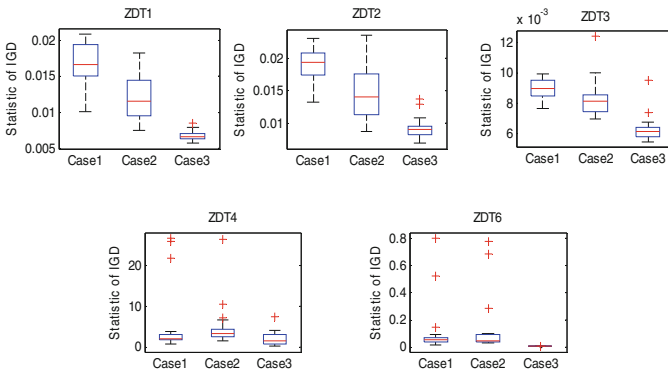 ZDT1
Statistic of IGD
0.02
0.015
0.01
0.005
Case1 Case2 Case3
ZDT2
Statistic of IGD
0.02
0.015
0.01
Case1 Case2 Case3
ZDT3
x 10⁻³
Statistic of IGD
12
10
8
6
Case1 Case2 Case3
ZDT4
Statistic of IGD
20
10
0
Case1 Case2 Case3
ZDT6
Statistic of IGD
0.8
0.6
0.4
0.2
0
Case1 Case2 Case3